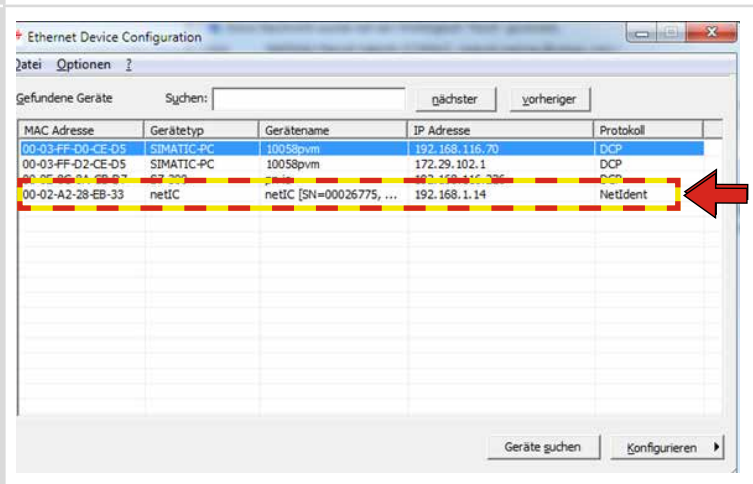 Ethernet Device Configuration
Datei Optionen ?
Gefundene Geräte Suchen: nächster vorheriger
MAC Adresse Gerätetyp Gerätename IP Adresse Protokoll
00-03-FF-D0-CE-D5 SIMATIC-PC 10058pvm 192.168.116.70 DCP
00-03-FF-D2-CE-D5 SIMATIC-PC 10058pvm 172.29.102.1 DCP
DCP
00-02-A2-28-EB-33 netIC netIC [SN=00026775, ... 192.168.1.14 NetIdent
Geräte suchen Konfigurieren